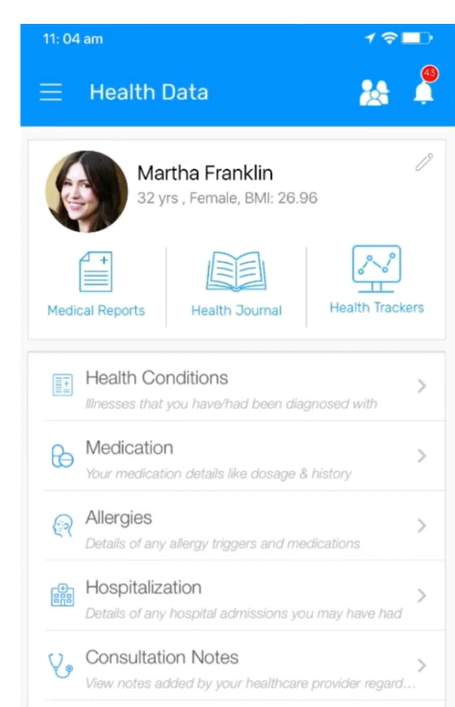 11:04 am
Health Data
43
Martha Franklin
32 yrs , Female, BMI: 26.96
Medical Reports
Health Journal
Health Trackers
Health Conditions
Illnesses that you have/had been diagnosed with
Medication
Your medication details like dosage & history
Allergies
Details of any allergy triggers and medications
Hospitalization
Details of any hospital admissions you may have had
Consultation Notes
View notes added by your healthcare provider regard...